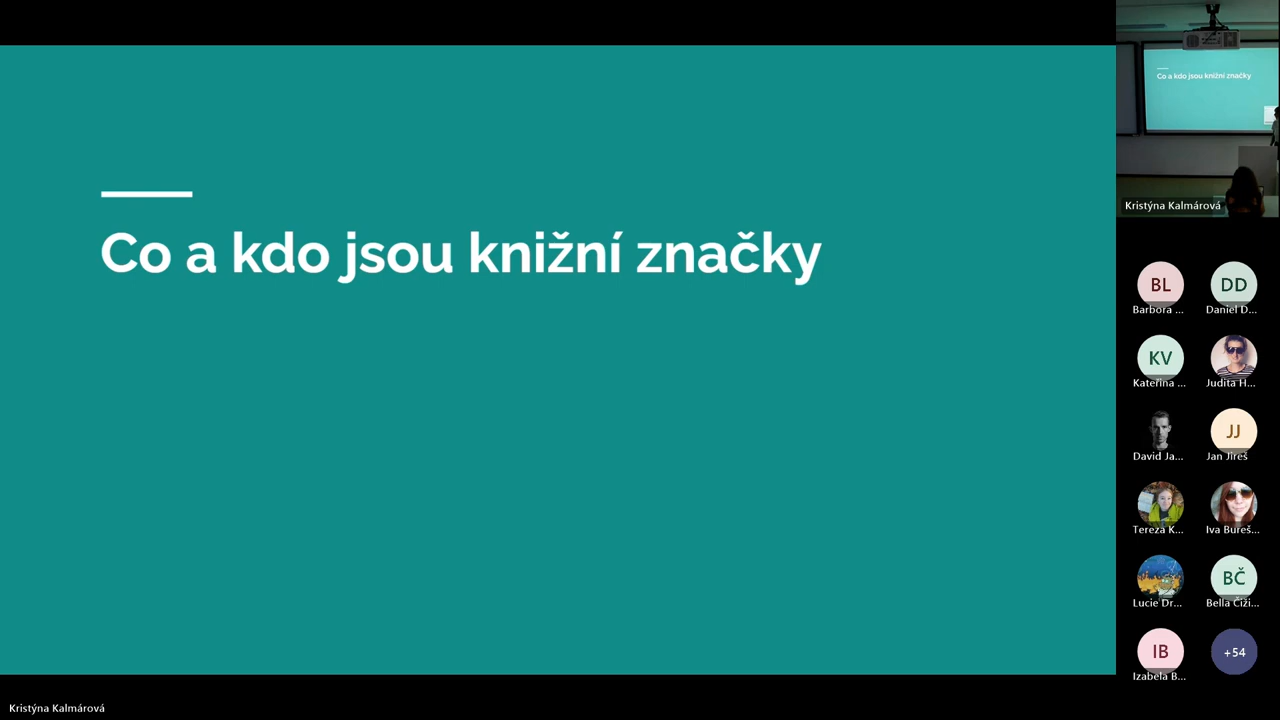 Co a kdo jsou knižní značky
Co a kdo jsou knižní značky
Kristýna Kalmárová
BL
DD
Barbora ...
Daniel D...
KV
Kateřina ...
Judita H...
JJ
David Ja...
Jan Jireš
Tereza K...
Iva Bureš...
BČ
Lucie Dr...
Bella Čiži...
IB
+54
Izabela B...
Kristýna Kalmárová